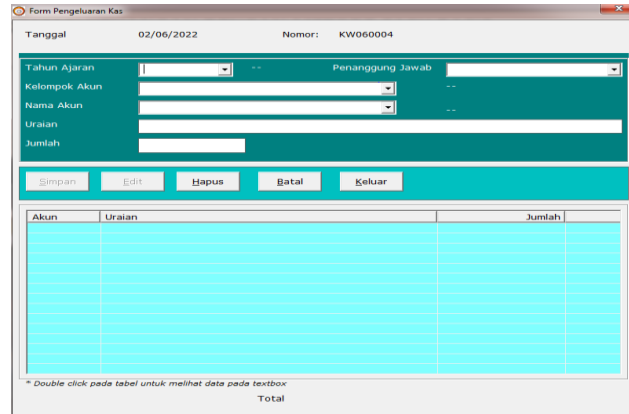 Form Pengeluaran Kas
Tanggal 02/06/2022 Nomor: KW060004
Tahun Ajaran -- Penanggung Jawab
Kelompok Akun --
Nama Akun --
Uraian
Jumlah
Simpan Edit Hapus Batal Keluar
Akun Uraian Jumlah
* Double click pada tabel untuk melihat data pada textbox
Total